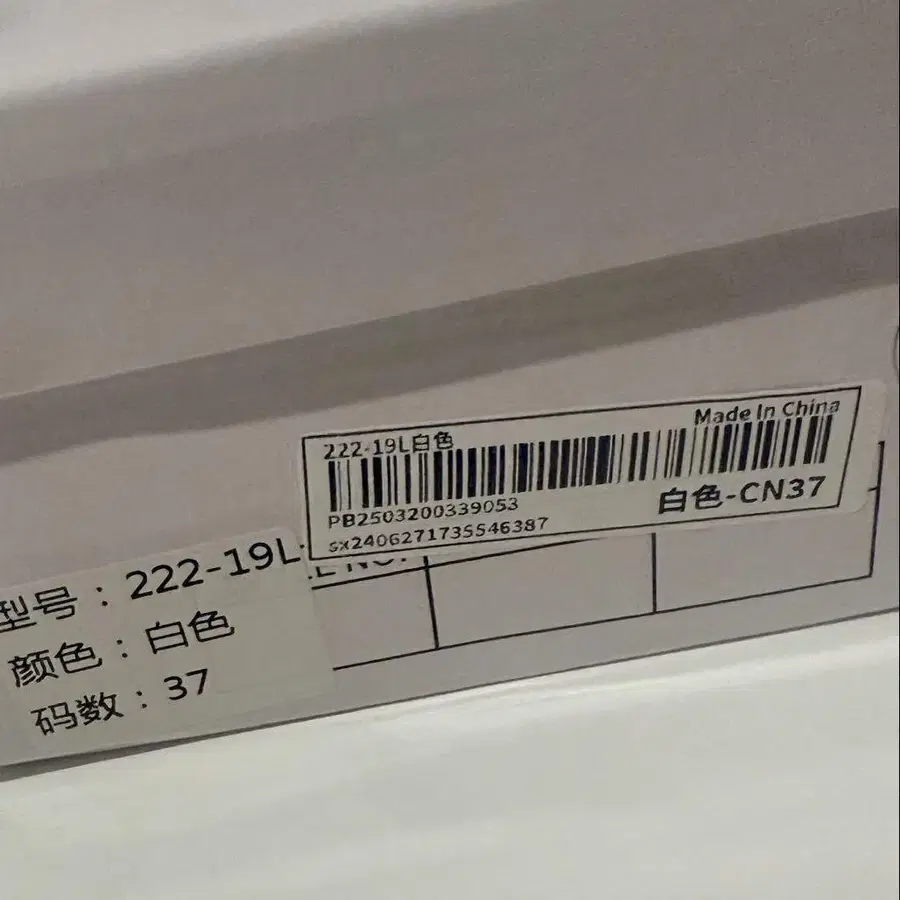 222-19L白色
Made In China
PB2503200339053
sx2406271735546387
白色-CN37
型号：222-19L
颜色：白色
码数：37